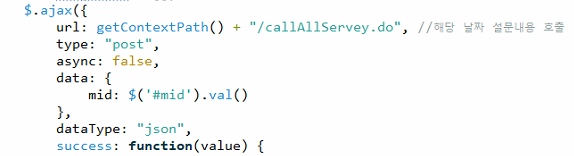 $.ajax({
url: getContextPath() + "/callAllServey.do", //해당 날짜 설문내용 호출
type: "post",
async: false,
data: {
mid: $('#mid').val()
},
dataType: "json",
success: function(value) {